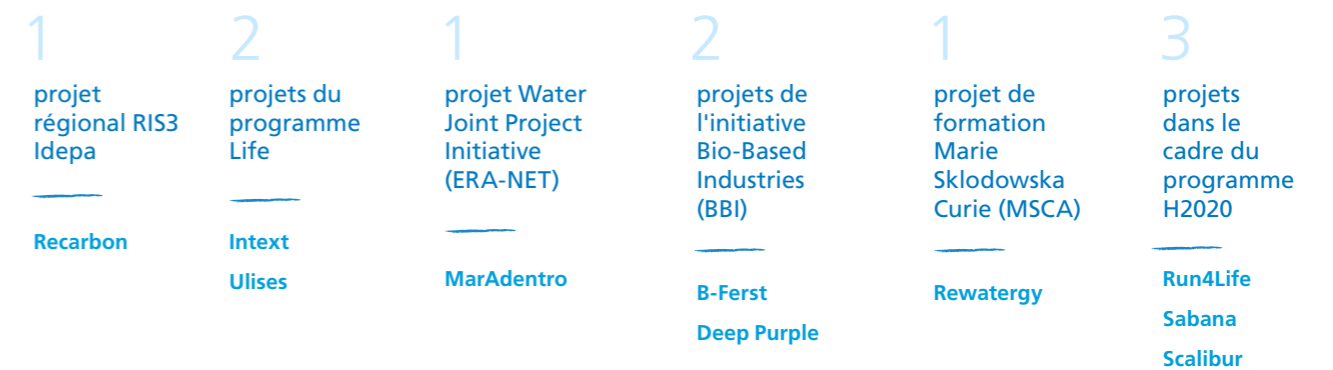 1
projet
régional RIS3
Idepa
Recarbon
2
projets du
programme
Life
Intext
Ulises
1
projet Water
Joint Project
Initiative
(ERA-NET)
MarAdentro
2
projets de
l'initiative
Bio-Based
Industries
(BBI)
B-Ferst
Deep Purple
1
projet de
formation
Marie
Sklodowska
Curie (MSCA)
Rewatergy
3
projets
dans le
cadre du
programme
H2020
Run4Life
Sabana
Scalibur